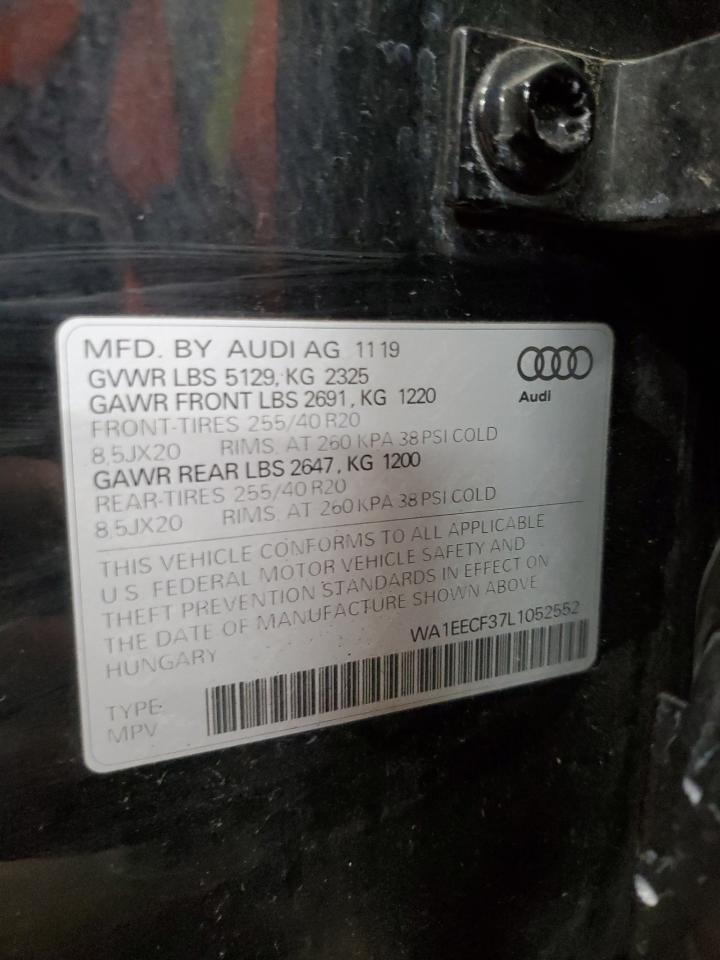 MFD. BY AUDI AG 11 19
GVWR LBS 5129, KG 2325
GAWR FRONT LBS 2691, KG 1220
FRONT-TIRES 255/40 R20
8,5JX20 RIMS, AT 260 KPA 38 PSI COLD
GAWR REAR LBS 2647, KG 1200
REAR-TIRES 255/40 R20
8,5JX20 RIMS, AT 260 KPA 38 PSI COLD
Audi
THIS VEHICLE CONFORMS TO ALL APPLICABLE
U.S. FEDERAL MOTOR VEHICLE SAFETY AND
THEFT PREVENTION STANDARDS IN EFFECT ON
THE DATE OF MANUFACTURE SHOWN ABOVE
HUNGARY WA1EECF37L1052552
TYPE:
MPV